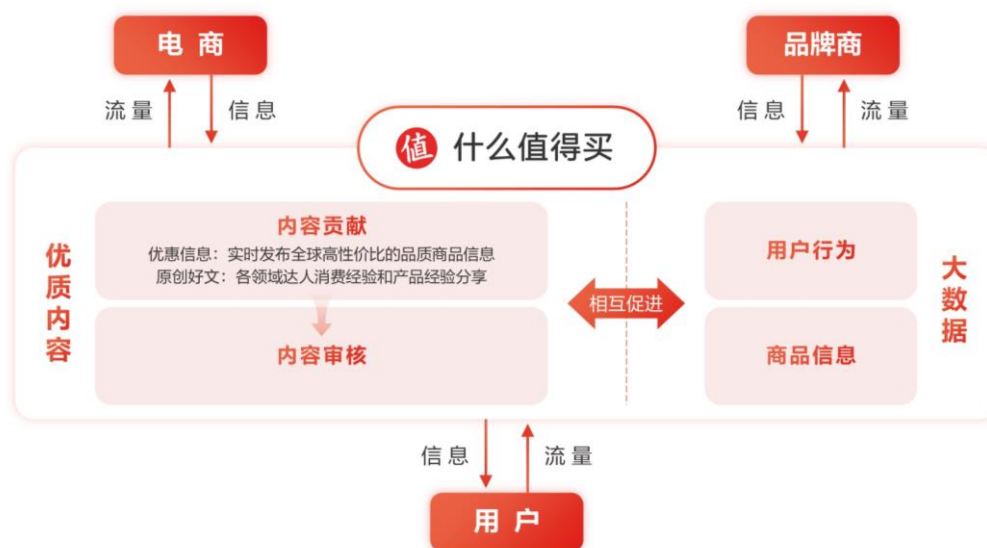 电商
品牌商
流量
信息
信息
流量
值 什么值得买
优质内容
内容贡献
优惠信息：实时发布全球高性价比的品质商品信息
原创好文：各领域达人消费经验和产品经验分享
内容审核
相互促进
用户行为
商品信息
大数据
信息
流量
用户